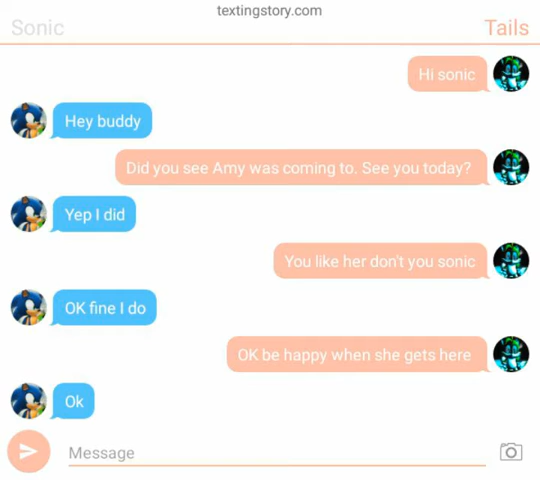 textingstory.com
Sonic
Tails
Hi sonic
Hey buddy
Did you see Amy was coming to. See you today?
Yep I did
You like her don't you sonic
OK fine I do
OK be happy when she gets here
Ok
Message